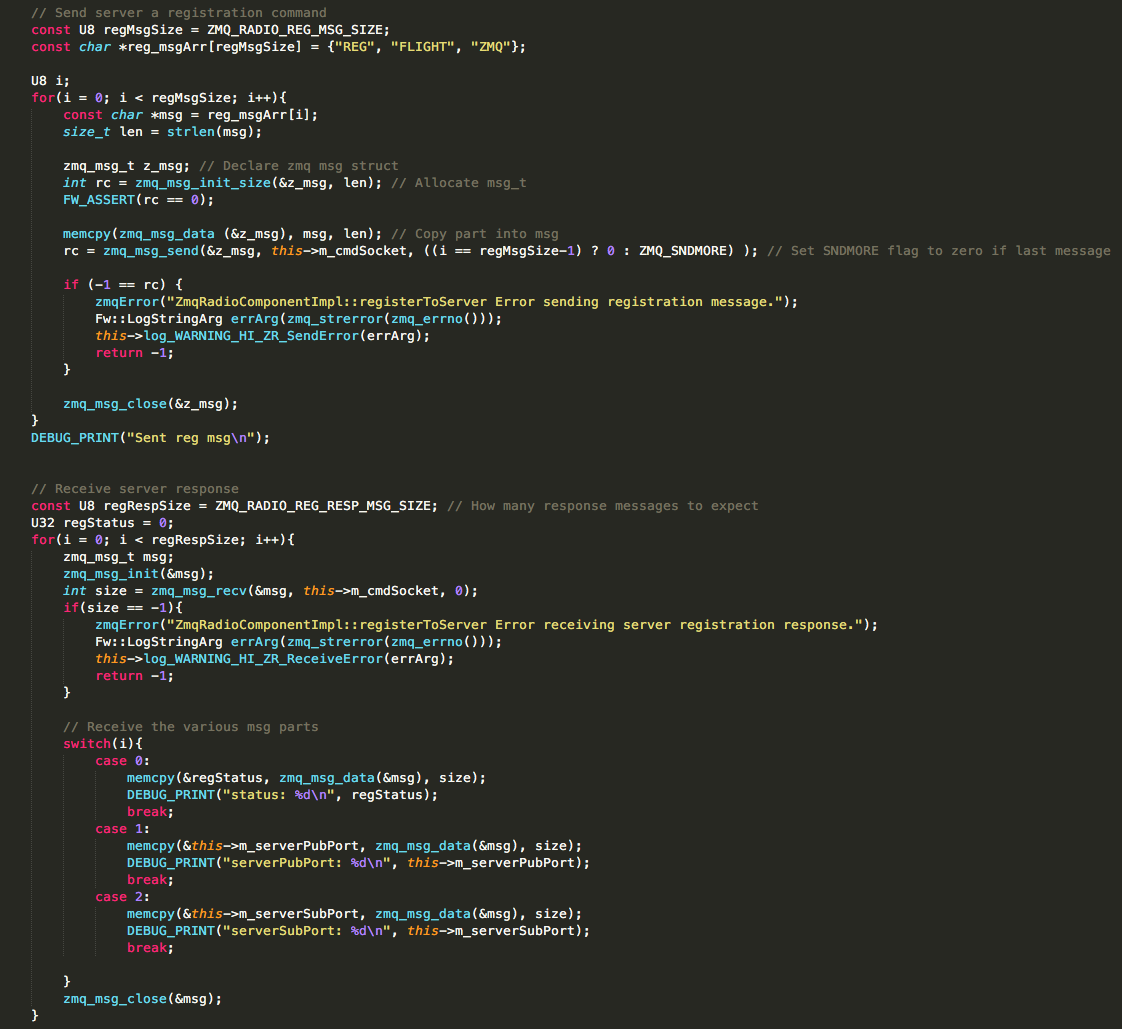 // Send server a registration command
const U8 regMsgSize = ZMQ_RADIO_REG_MSG_SIZE;
const char *reg_msgArr[regMsgSize] = {"REG", "FLIGHT", "ZMQ"};

U8 i;
for(i = 0; i < regMsgSize; i++){
    const char *msg = reg_msgArr[i];
    size_t len = strlen(msg);

    zmq_msg_t z_msg; // Declare zmq msg struct
    int rc = zmq_msg_init_size(&z_msg, len); // Allocate msg_t
    FW_ASSERT(rc == 0);

    memcpy(zmq_msg_data (&z_msg), msg, len); // Copy part into msg
    rc = zmq_msg_send(&z_msg, this->m_cmdSocket, ((i == regMsgSize-1) ? 0 : ZMQ_SNDMORE) ); // Set SNDMORE flag to zero if last message

    if (-1 == rc) {
        zmqError("ZmqRadioComponentImpl::registerToServer Error sending registration message.");
        Fw::LogStringArg errArg(zmq_strerror(zmq_errno()));
        this->log_WARNING_HI_ZR_SendError(errArg);
        return -1;
    }

    zmq_msg_close(&z_msg);
}
DEBUG_PRINT("Sent reg msg\n");


// Receive server response
const U8 regRespSize = ZMQ_RADIO_REG_RESP_MSG_SIZE; // How many response messages to expect
U32 regStatus = 0;
for(i = 0; i < regRespSize; i++){
    zmq_msg_t msg;
    zmq_msg_init(&msg);
    int size = zmq_msg_recv(&msg, this->m_cmdSocket, 0);
    if(size == -1){
        zmqError("ZmqRadioComponentImpl::registerToServer Error receiving server registration response.");
        Fw::LogStringArg errArg(zmq_strerror(zmq_errno()));
        this->log_WARNING_HI_ZR_ReceiveError(errArg);
        return -1;
    }

    // Receive the various msg parts
    switch(i){
        case 0:
            memcpy(&regStatus, zmq_msg_data(&msg), size);
            DEBUG_PRINT("status: %d\n", regStatus);
            break;
        case 1:
            memcpy(&this->m_serverPubPort, zmq_msg_data(&msg), size);
            DEBUG_PRINT("serverPubPort: %d\n", this->m_serverPubPort);
            break;
        case 2:
            memcpy(&this->m_serverSubPort, zmq_msg_data(&msg), size);
            DEBUG_PRINT("serverSubPort: %d\n", this->m_serverSubPort);
            break;

    }
    zmq_msg_close(&msg);
}